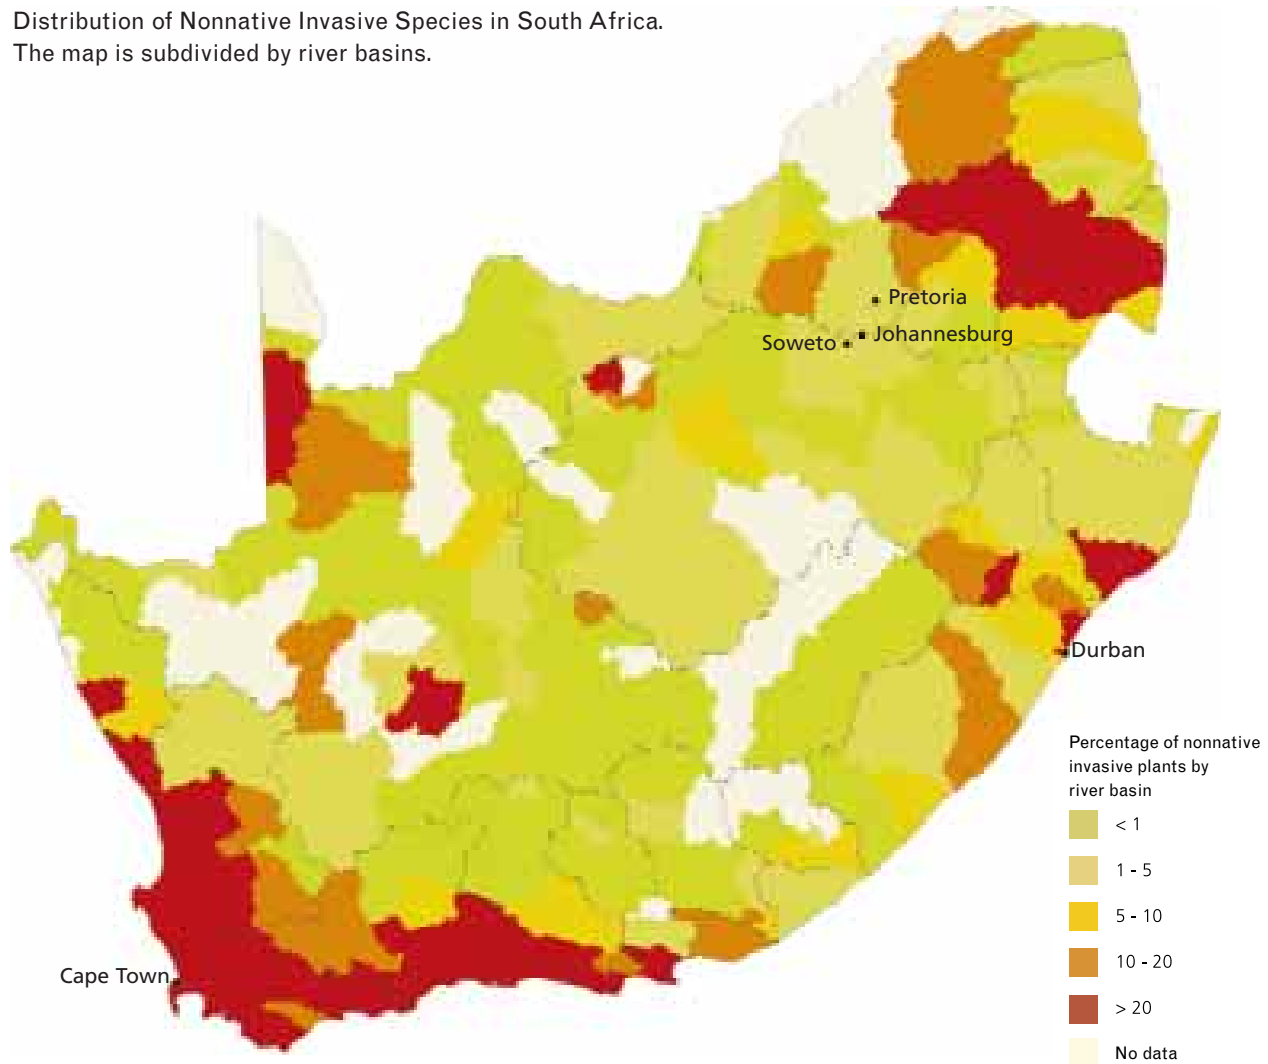 Distribution of Nonnative Invasive Species in South Africa.
The map is subdivided by river basins.
Pretoria
Johannesburg
Soweto
Durban
Cape Town
Percentage of nonnative
invasive plants by
river basin
< 1
1 - 5
5 - 10
10 - 20
> 20
No data